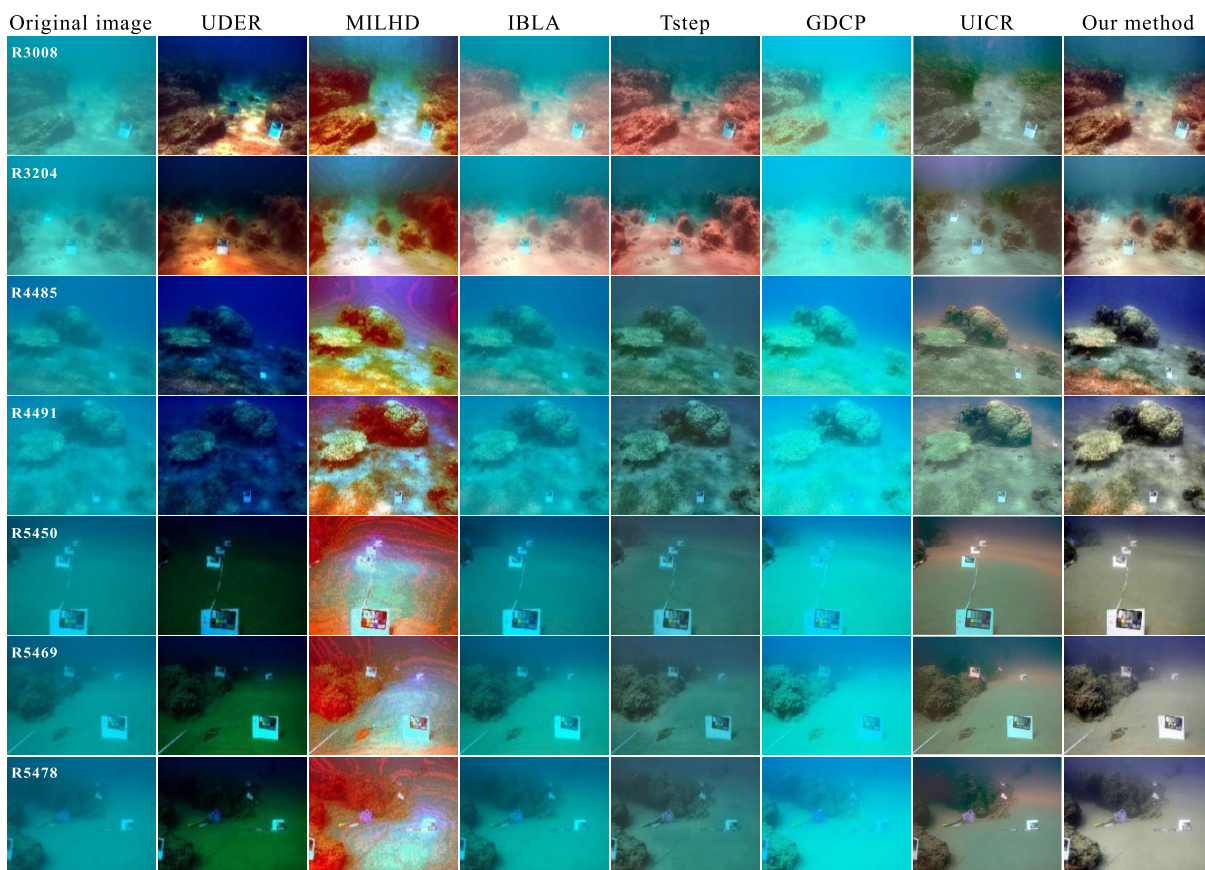 Original image UDER MILHD IBLA Tstep GDCP UICR Our method
R3008
R3204
R4485
R4491
R5450
R5469
R5478